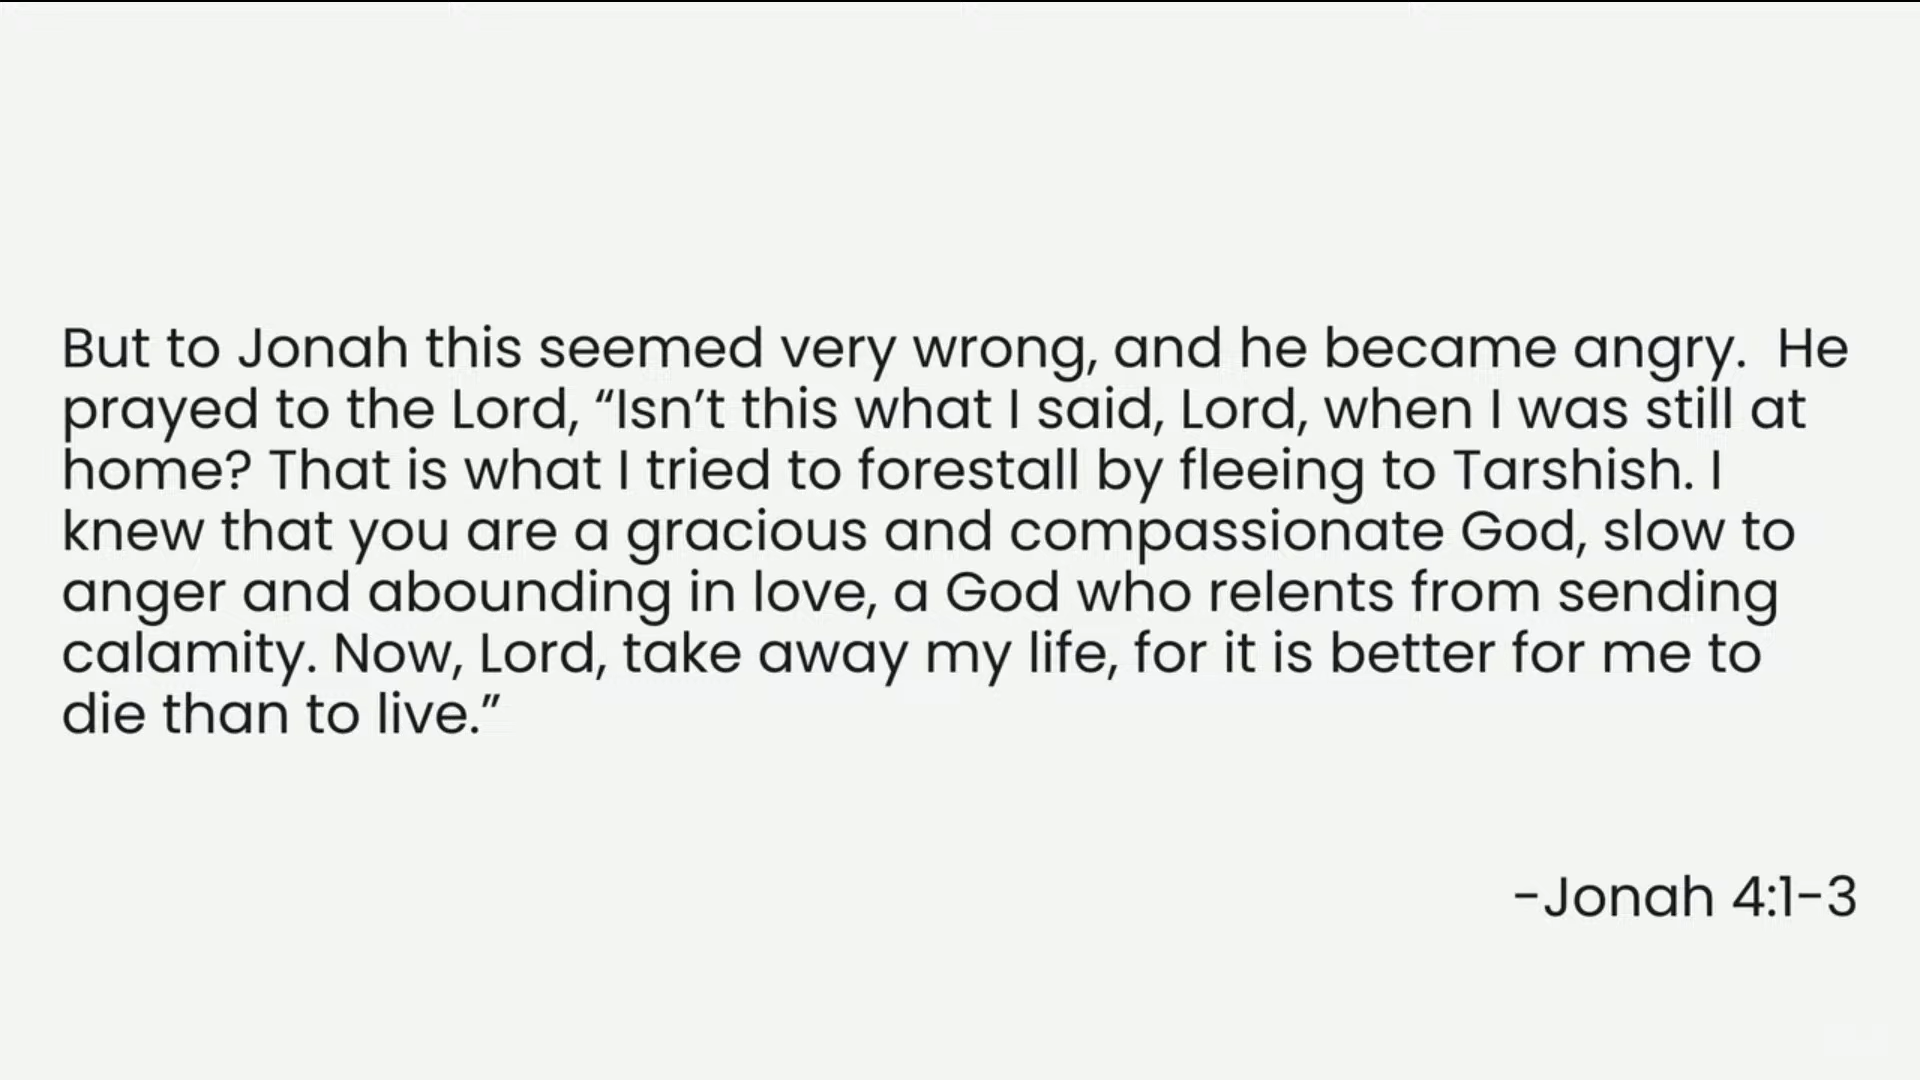 But to Jonah this seemed very wrong, and he became angry.  He
prayed to the Lord, “Isn’t this what I said, Lord, when I was still at
home? That is what I tried to forestall by fleeing to Tarshish. I
knew that you are a gracious and compassionate God, slow to
anger and abounding in love, a God who relents from sending
calamity. Now, Lord, take away my life, for it is better for me to
die than to live.”
-Jonah 4:1-3